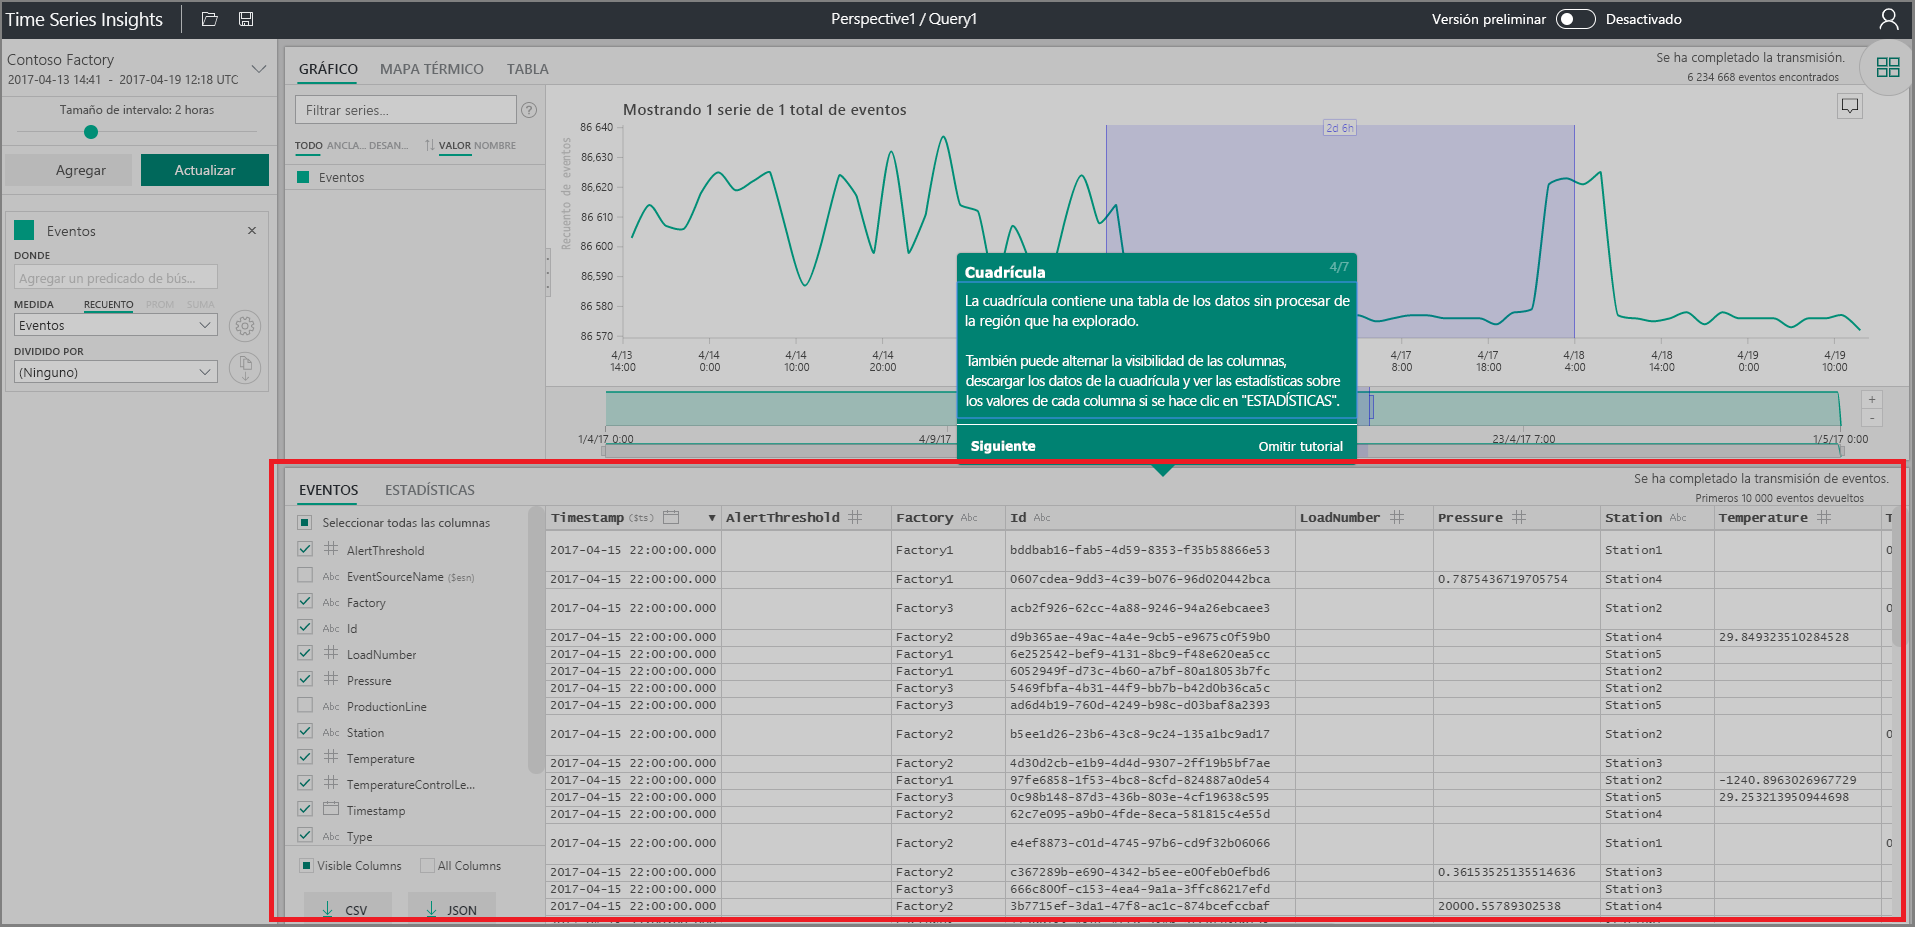 Time Series Insights
Perspective1 / Query1
Versión preliminar
Desactivado
Contoso Factory
2017-04-13 14:41 - 2017-04-19 12:18 UTC
Tamaño de intervalo: 2 horas
Agregar
Actualizar
Eventos
×
DONDE
Agregar un predicado de bús...
MEDIDA RECUENTO PROM SUMA
Eventos
DIVIDIDO POR
(Ninguno)
GRÁFICO MAPA TÉRMICO TABLA
Se ha completado la transmisión.
6 234 668 eventos encontrados
Filtrar series...
?
TODO ANCLA... DESAN... VALOR NOMBRE
Eventos
Mostrando 1 serie de 1 total de eventos
Recuento de eventos
86 640
86,630
86,620
86 610
86 600
86,590
86 580
86 570
2d 6h
4/13 14:00
4/14 0:00
4/14 10:00
4/14 20:00
4/17 8:00
4/17 18:00
4/18 4:00
4/18 14:00
4/19 0:00
4/19 10:00
1/4/17 0:00
4/9/17
23/4/17 7:00
1/5/17 0:00
+
-
Cuadrícula 4/7
La cuadrícula contiene una tabla de los datos sin procesar de
la región que ha explorado.
También puede alternar la visibilidad de las columnas,
descargar los datos de la cuadrícula y ver las estadísticas sobre
los valores de cada columna si se hace clic en "ESTADÍSTICAS".
Siguiente Omitir tutorial
EVENTOS ESTADÍSTICAS
Se ha completado la transmisión de eventos.
Primeros 10 000 eventos devueltos
Seleccionar todas las columnas
AlertThreshold
Abc EventSourceName ($esn)
Abc Factory
Abc Id
LoadNumber
Pressure
Abc ProductionLine
Abc Station
Temperature
TemperatureControlLe...
Timestamp
Abc Type
Visible Columns All Columns
CSV JSON
Timestamp ($ts) AlertThreshold Factory Abc Id Abc LoadNumber Pressure Station Abc Temperature T
2017-04-15 22:00:00.000 Factory1 bddbab16-fab5-4d59-8353-f35b58866e53 Station1 0
2017-04-15 22:00:00.000 Factory1 0607cdea-9dd3-4c39-b076-96d020442bca 0.7875436719705754 Station4
2017-04-15 22:00:00.000 Factory3 acb2f926-62cc-4a88-9246-94a26ebcaee3 Station2 0
2017-04-15 22:00:00.000 Factory2 d9b365ae-49ac-4a4e-9cb5-e9675c0f59b0 Station4 29.849323510284528
2017-04-15 22:00:00.000 Factory1 6e252542-bef9-4131-8bc9-f48e620ea5cc Station5
2017-04-15 22:00:00.000 Factory1 6052949f-d73c-4b60-a7bf-80a18053b7fc Station2
2017-04-15 22:00:00.000 Factory3 5469fbfa-4b31-44f9-bb7b-b42d0b36ca5c Station2
2017-04-15 22:00:00.000 Factory3 ad6d4b19-760d-4249-b98c-d03baf8a2393 Station5
2017-04-15 22:00:00.000 Factory2 b5ee1d26-23b6-43c8-9c24-135a1bc9ad17 Station2 0
2017-04-15 22:00:00.000 Factory2 4d30d2cb-e1b9-4d4d-9307-2ff19b5bf7ae Station3
2017-04-15 22:00:00.000 Factory1 97fe6858-1f53-4bc8-8cfd-824887a0de54 Station2 -1240.8963026967729
2017-04-15 22:00:00.000 Factory3 0c98b148-87d3-436b-803e-4cf19638c595 Station5 29.253213950944698
2017-04-15 22:00:00.000 Factory2 62c7e095-a9b0-4fde-8eca-581815c4e55d Station4
2017-04-15 22:00:00.000 Factory2 e4ef8873-c01d-4745-97b6-cd9f32b06066 Station1 0
2017-04-15 22:00:00.000 Factory2 c367289b-e690-4342-b5ee-e00feb0efbd6 0.36153525135514636 Station3
2017-04-15 22:00:00.000 Factory3 666c800f-c153-4ea4-9a1a-3ffc86217efd Station3
2017-04-15 22:00:00.000 Factory2 3b7715ef-3da1-47f8-ac1c-874bcefccbaf 20000.55789302538 Station4